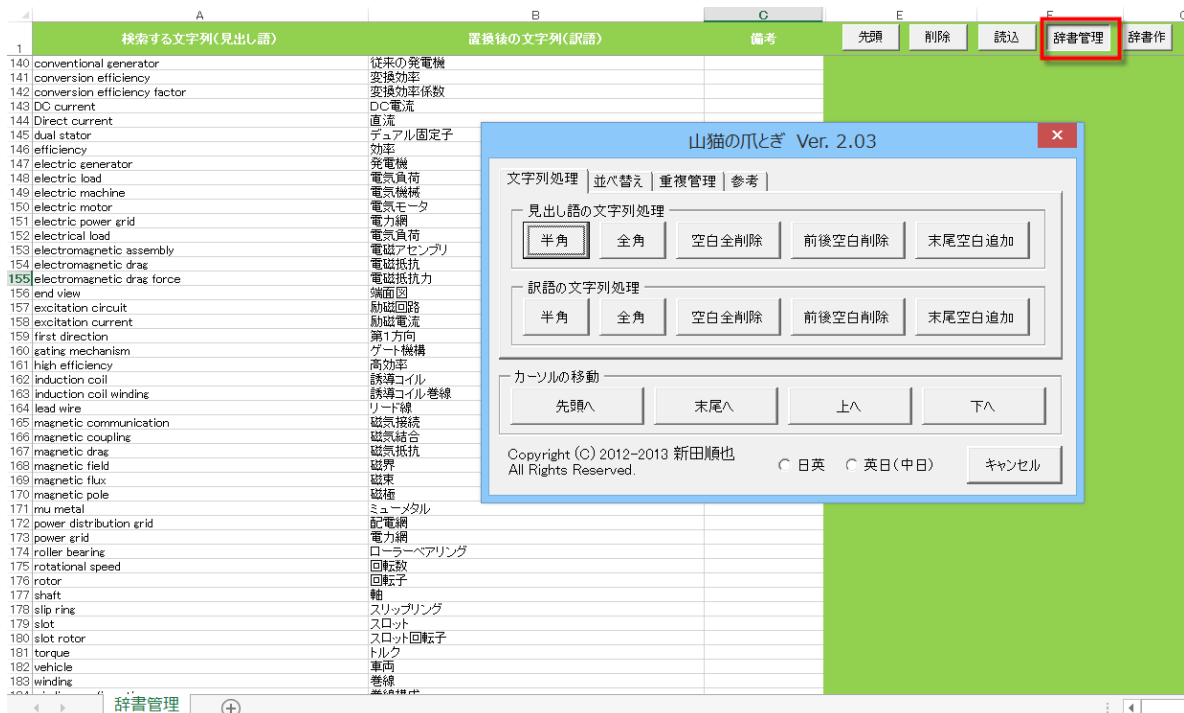 A B C E F
1 検索する文字列(見出し語) 置換後の文字列(訳語) 備考 先頭 削除 読込 辞書管理 辞書作
140 conventional generator 従来の発電機
141 conversion efficiency 変換効率
142 conversion efficiency factor 変換効率係数
143 DC current DC電流
144 Direct current 直流
145 dual stator デュアル固定子
146 efficiency 効率
147 electric generator 発電機
148 electric load 電気負荷
149 electric machine 電気機械
150 electric motor 電気モータ
151 electric power grid 電力網
152 electrical load 電気負荷
153 electromagnetic assembly 電磁アセンブリ
154 electromagnetic drag 電磁抵抗
155 electromagnetic drag force 電磁抵抗力
156 end view 端面図
157 excitation circuit 励磁回路
158 excitation current 励磁電流
159 first direction 第1方向
160 gating mechanism ゲート機構
161 high efficiency 高効率
162 induction coil 誘導コイル
163 induction coil winding 誘導コイル巻線
164 lead wire リード線
165 magnetic communication 磁気接続
166 magnetic coupling 磁気結合
167 magnetic drag 磁気抵抗
168 magnetic field 磁界
169 magnetic flux 磁束
170 magnetic pole 磁極
171 mu metal ミューメタル
172 power distribution grid 配電網
173 power grid 電力網
174 roller bearing ローラーベアリング
175 rotational speed 回転数
176 rotor 回転子
177 shaft 軸
178 slip ring スリップリング
179 slot スロット
180 slot rotor スロット回転子
181 torque トルク
182 vehicle 車両
183 winding 巻線
辞書管理
山猫の爪とぎ Ver. 2.03
文字列処理 並べ替え 重複管理 参考
見出し語の文字列処理
半角 全角 空白全削除 前後空白削除 末尾空白追加
訳語の文字列処理
半角 全角 空白全削除 前後空白削除 末尾空白追加
カーソルの移動
先頭へ 末尾へ 上へ 下へ
Copyright (C) 2012-2013 新田順也
All Rights Reserved.
日英 英日(中日) キャンセル